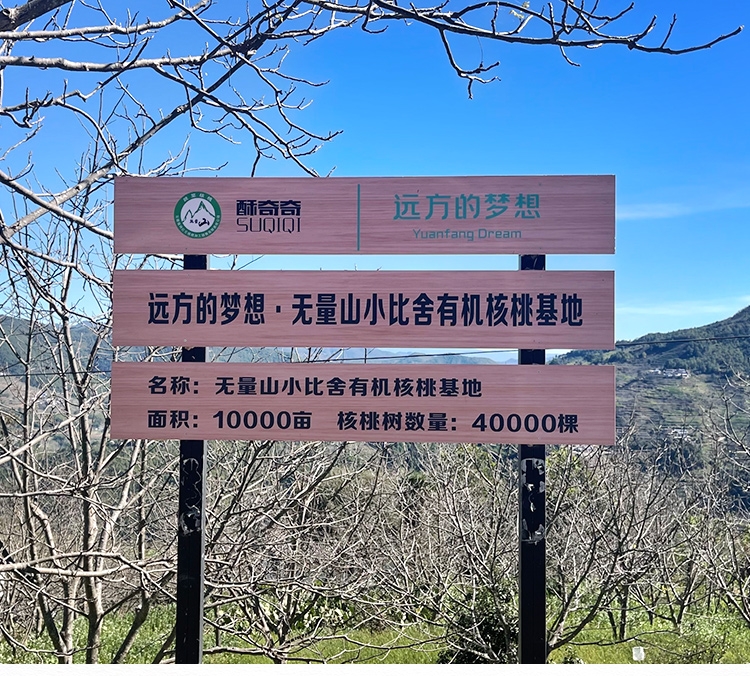 酥奇奇
SUQIQI
远方的梦想
Yuanfang Dream
远方的梦想·无量山小比舍有机核桃基地
名称：无量山小比舍有机核桃基地
面积：10000亩 核桃树数量：40000棵